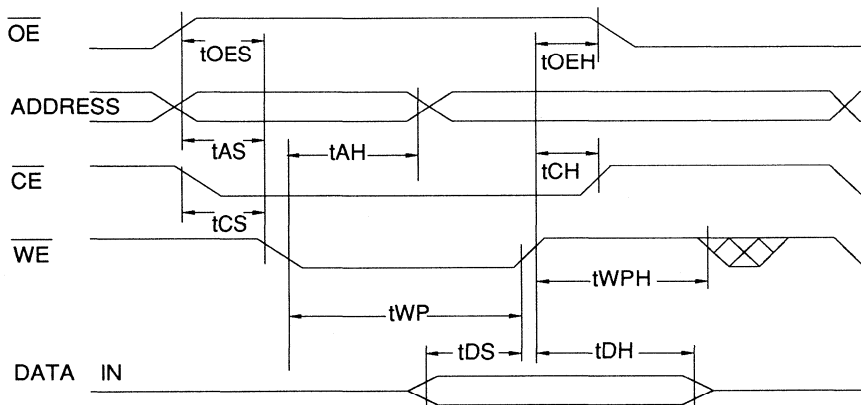 OE
tOES
tOEH
ADDRESS
tAS
tAH
tCH
CE
tCS
WE
tWPH
tWP
tDS
tDH
DATA IN